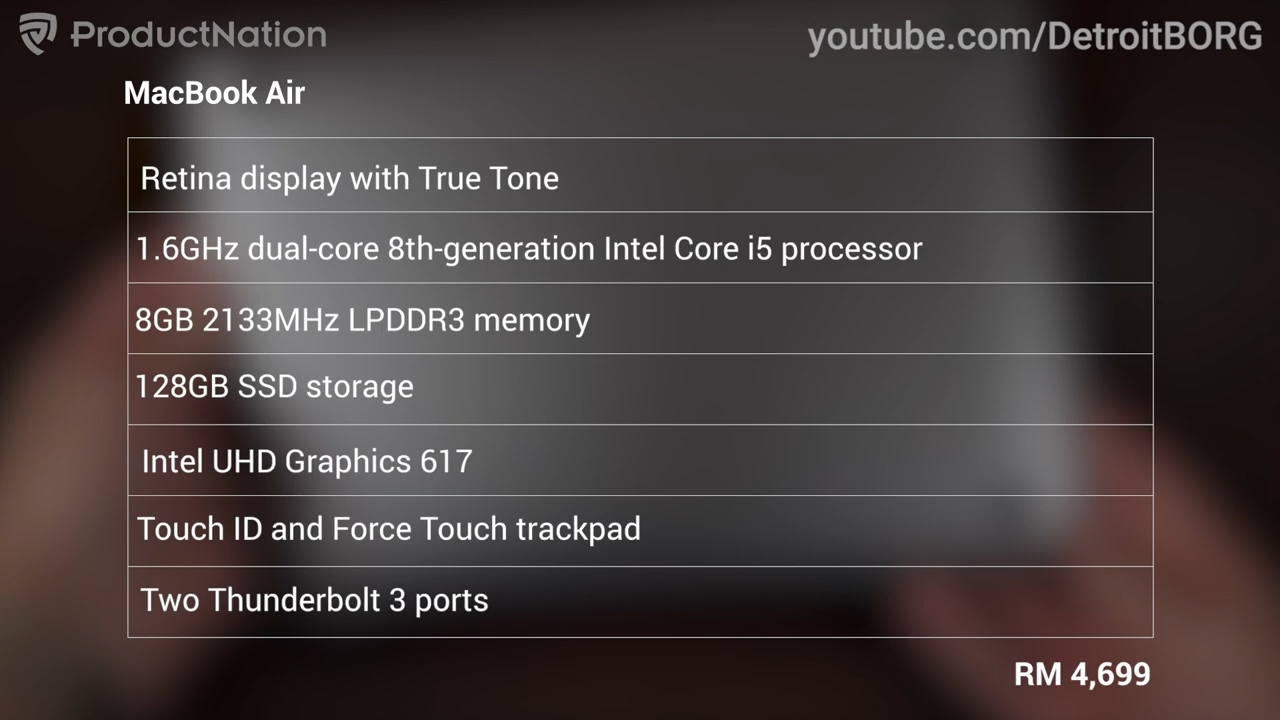 ProductNation
youtube.com/DetroitBORG
MacBook Air
Retina display with True Tone
1.6GHz dual-core 8th-generation Intel Core i5 processor
8GB 2133MHz LPDDR3 memory
128GB SSD storage
Intel UHD Graphics 617
Touch ID and Force Touch trackpad
Two Thunderbolt 3 ports
RM 4,699